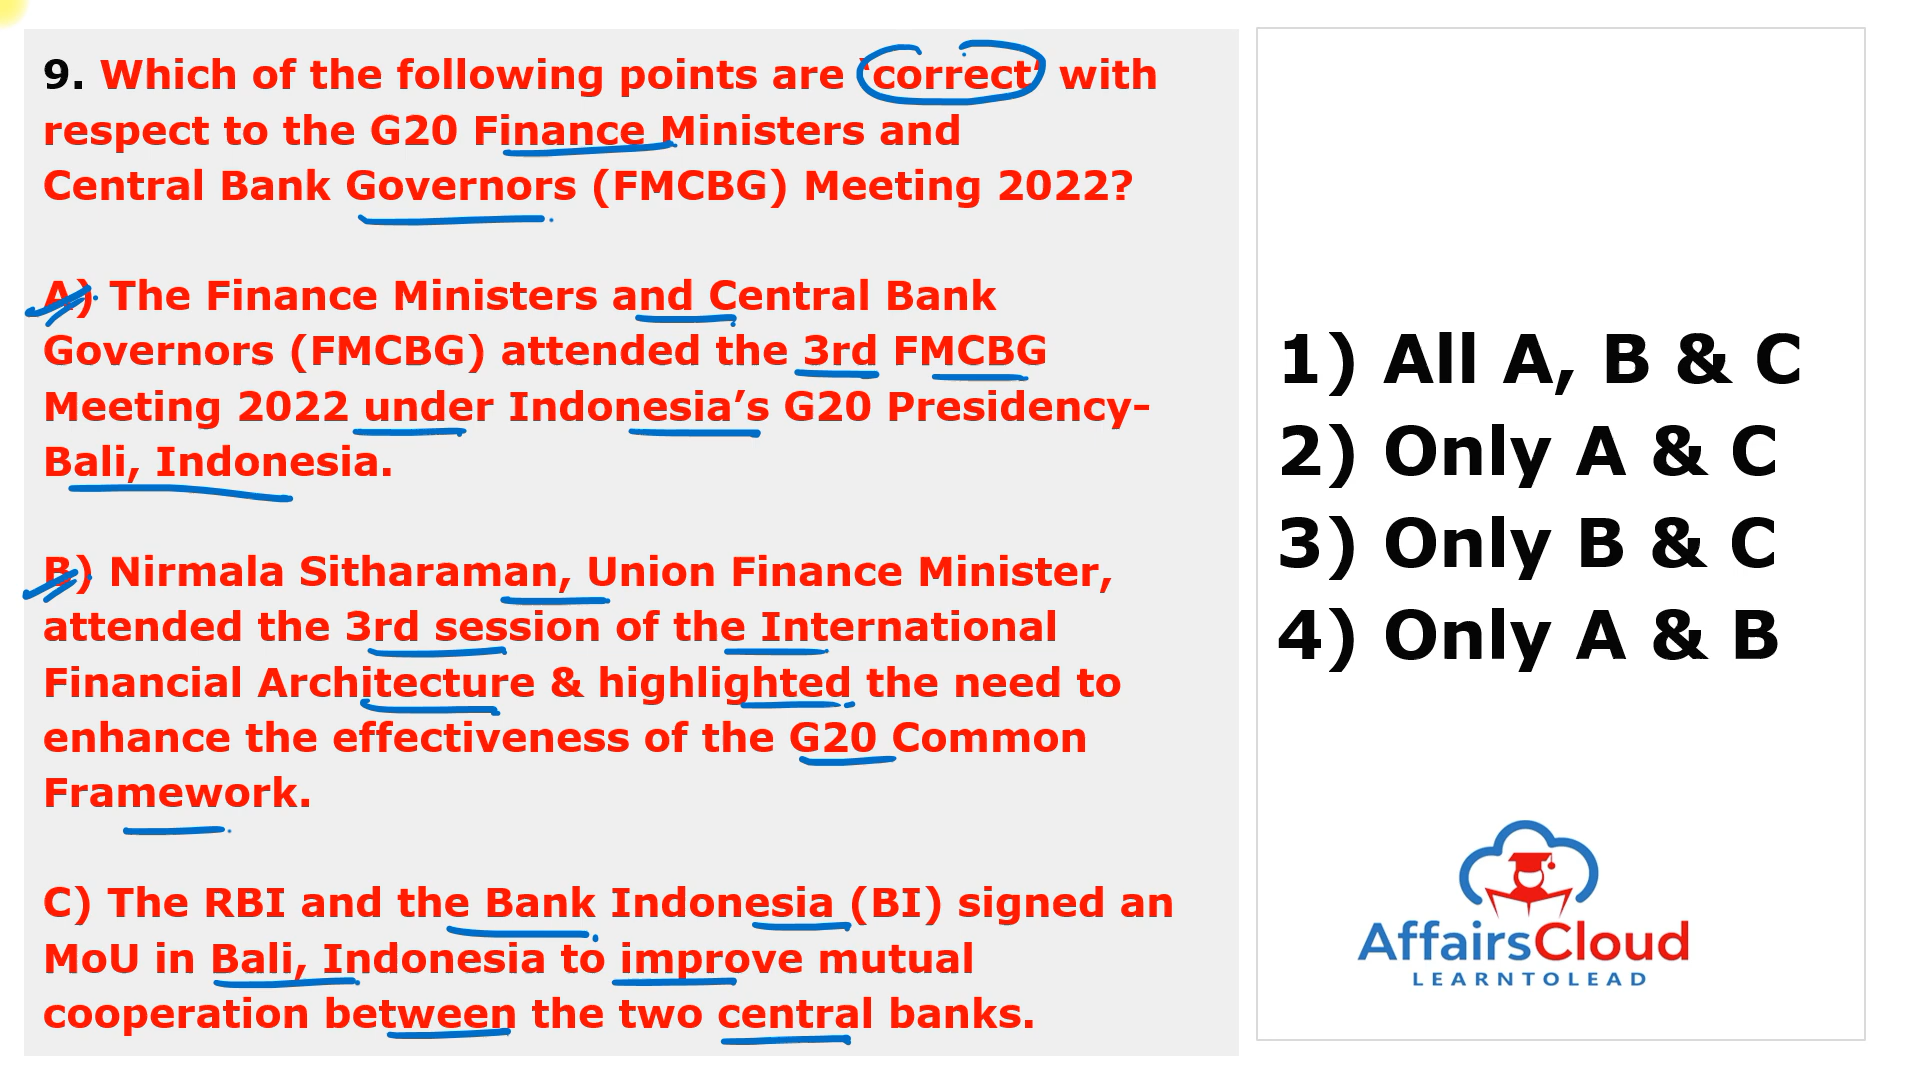 9. Which of the following points are ‘correct’ with
respect to the G20 Finance Ministers and
Central Bank Governors (FMCBG) Meeting 2022?
A) The Finance Ministers and Central Bank
Governors (FMCBG) attended the 3rd FMCBG
Meeting 2022 under Indonesia’s G20 Presidency-
Bali, Indonesia.
B) Nirmala Sitharaman, Union Finance Minister,
attended the 3rd session of the International
Financial Architecture & highlighted the need to
enhance the effectiveness of the G20 Common
Framework.
C) The RBI and the Bank Indonesia (BI) signed an
MoU in Bali, Indonesia to improve mutual
cooperation between the two central banks.
1) All A, B & C
2) Only A & C
3) Only B & C
4) Only A & B
AffairsCloud
LEARNTOLEAD